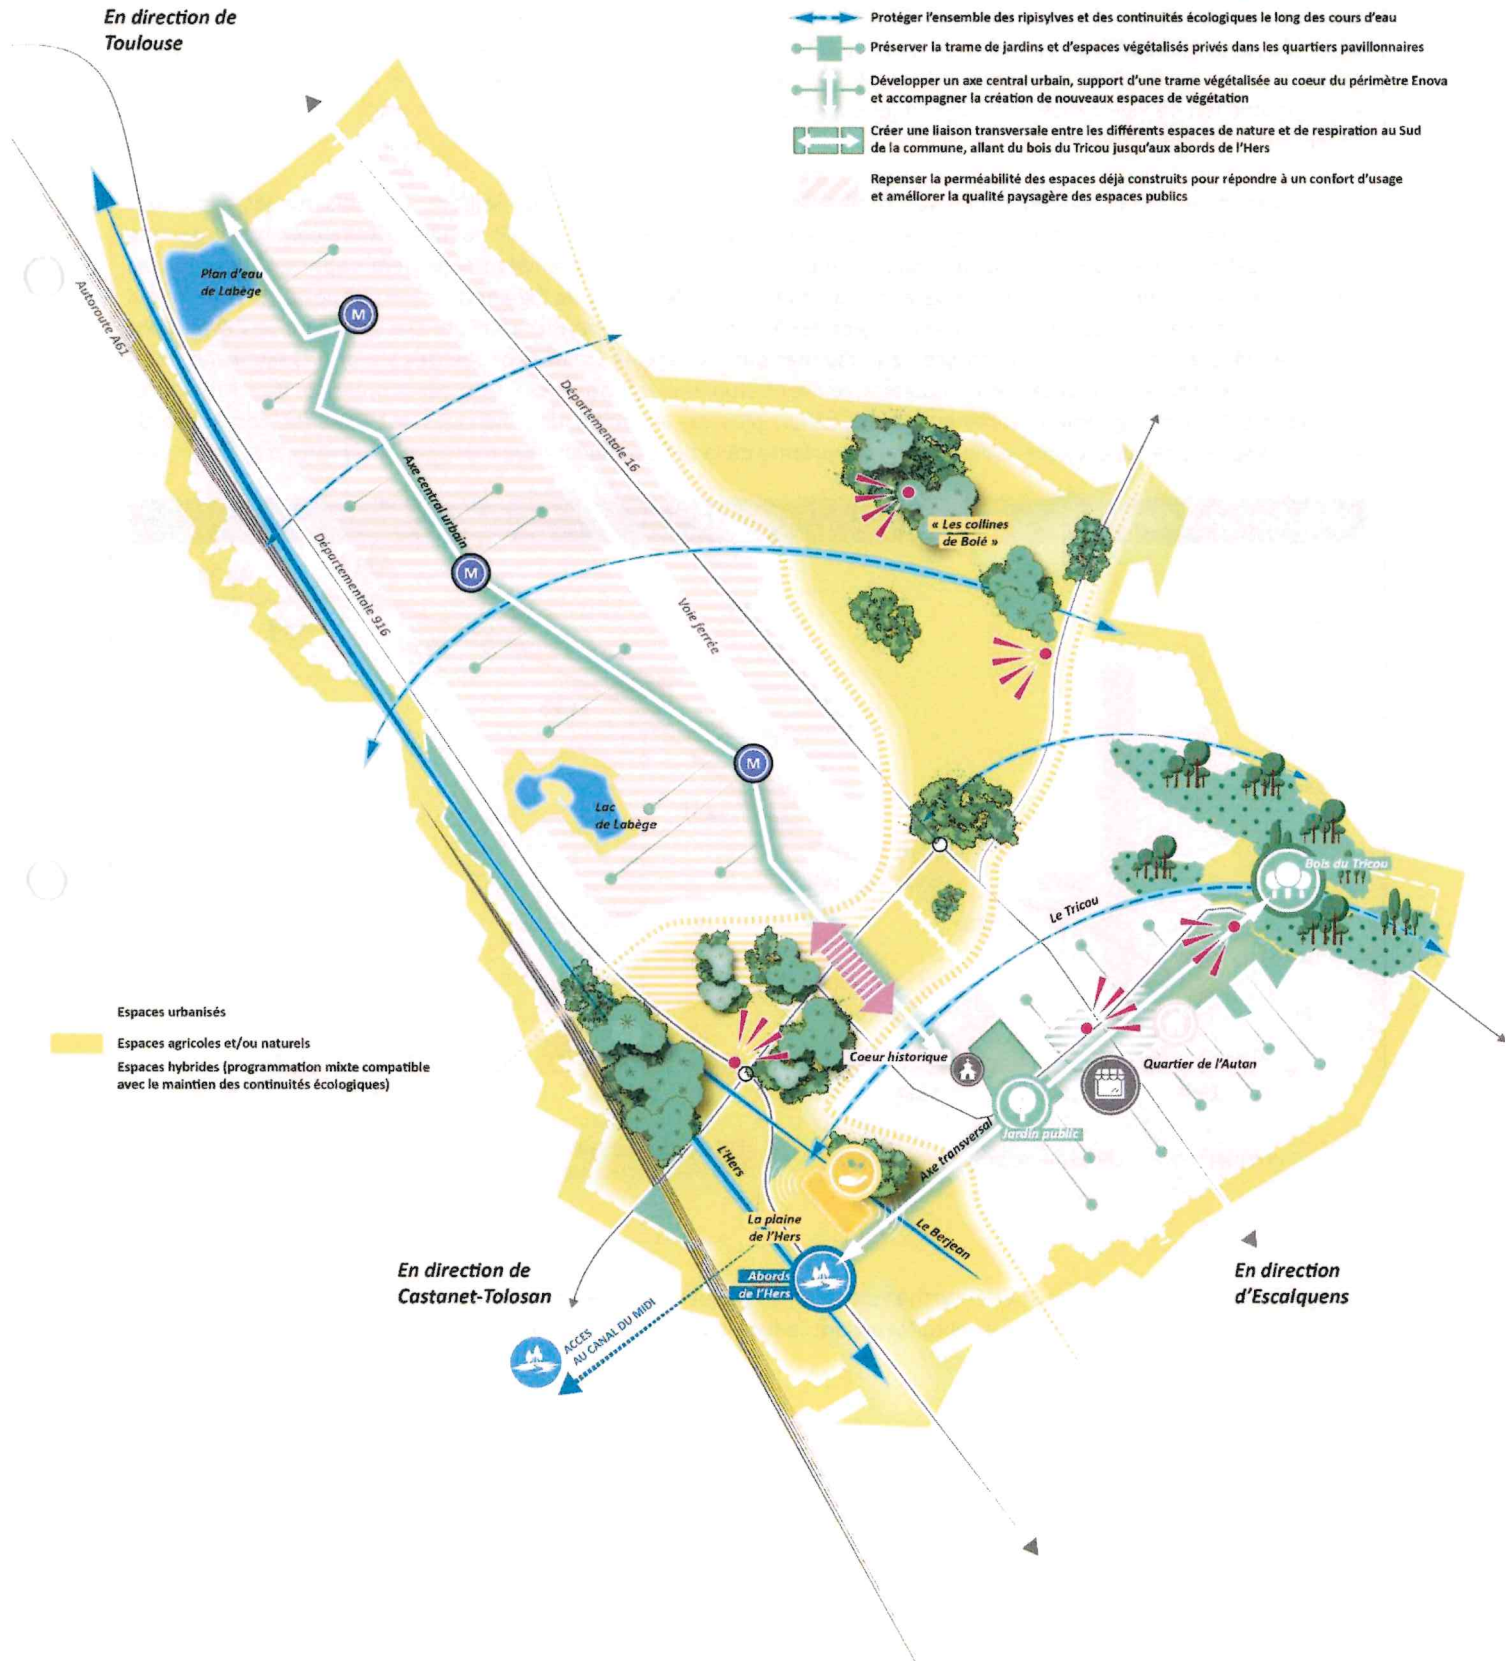 En direction de
Toulouse
Protéger l'ensemble des ripisylves et des continuités écologiques le long des cours d'eau
Préserver la trame de jardins et d'espaces végétalisés privés dans les quartiers pavillonnaires
Développer un axe central urbain, support d'une trame végétalisée au coeur du périmètre Enova
et accompagner la création de nouveaux espaces de végétation
Créer une liaison transversale entre les différents espaces de nature et de respiration au Sud
de la commune, allant du bois du Tricou jusqu'aux abords de l'Hers
Repenser la perméabilité des espaces déjà construits pour répondre à un confort d'usage
et améliorer la qualité paysagère des espaces publics
Plan d'eau
de Labège
Autoroute A61
M
Départementale 16
Axe central urbain
« Les collines
de Bolé »
Départementale 916
M
Voie ferrée
M
Lac
de Labège
Bois du Tricou
Le Tricou
Espaces urbanisés
Espaces agricoles et/ou naturels
Espaces hybrides (programmation mixte compatible
avec le maintien des continuités écologiques)
Coeur historique
Quartier de l'Autan
Jardin public
Axe transversal
L'Hers
La plaine
de l'Hers
Le Berjean
Abords
de l'Hers
En direction de
Castanet-Tolosan
En direction
d'Escalquens
ACCES
AU CANAL DU MIDI